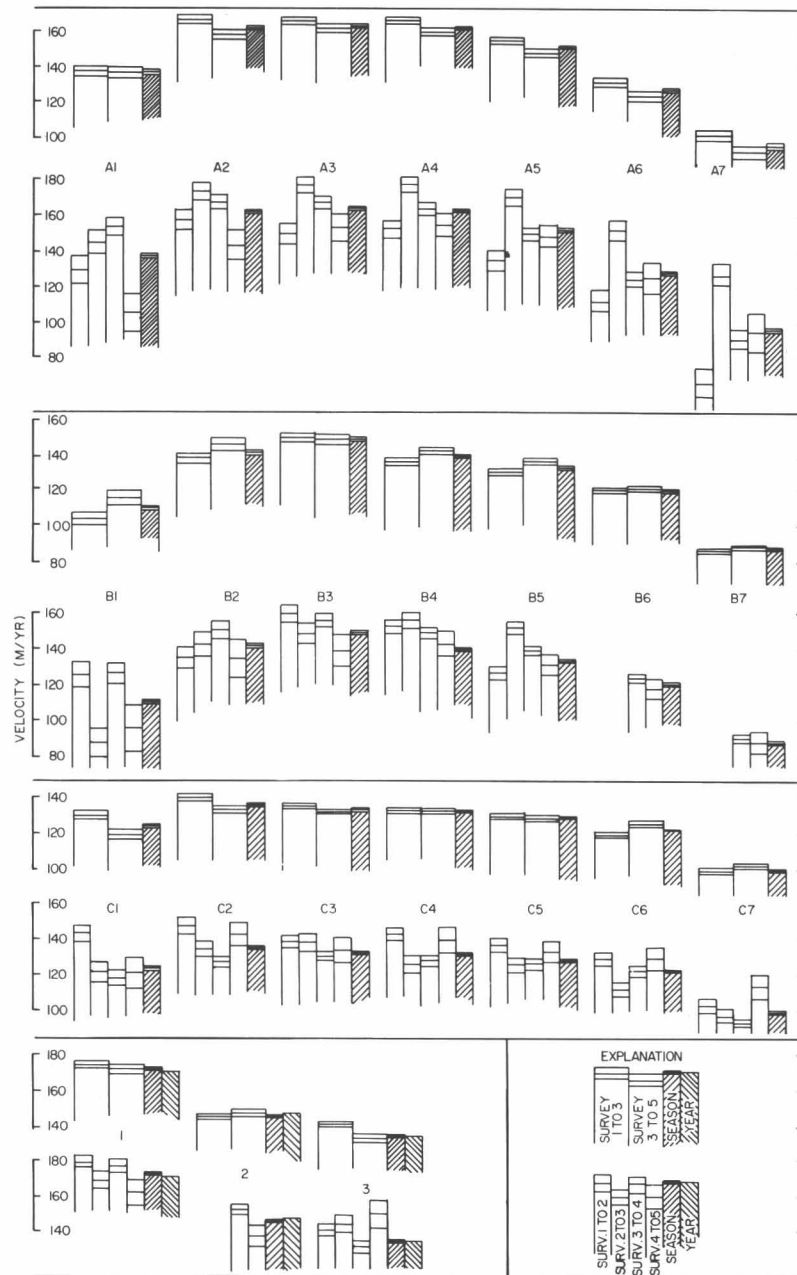 160
140
120
100
A1 A2 A3 A4 A5 A6 A7
180
160
140
120
100
80
160
140
120
100
80
B1 B2 B3 B4 B5 B6 B7
160
140
120
100
80
VELOCITY (M/YR)
140
120
100
C1 C2 C3 C4 C5 C6 C7
160
140
120
100
180
160
140
1
2
3
180
160
140
EXPLANATION
SURVEY
1 TO 3
SURVEY
3 TO 5
SEASON
YEAR
SURV. 1 TO 2
SURV. 2 TO 3
SURV. 3 TO 4
SURV. 4 TO 5
SEASON
YEAR